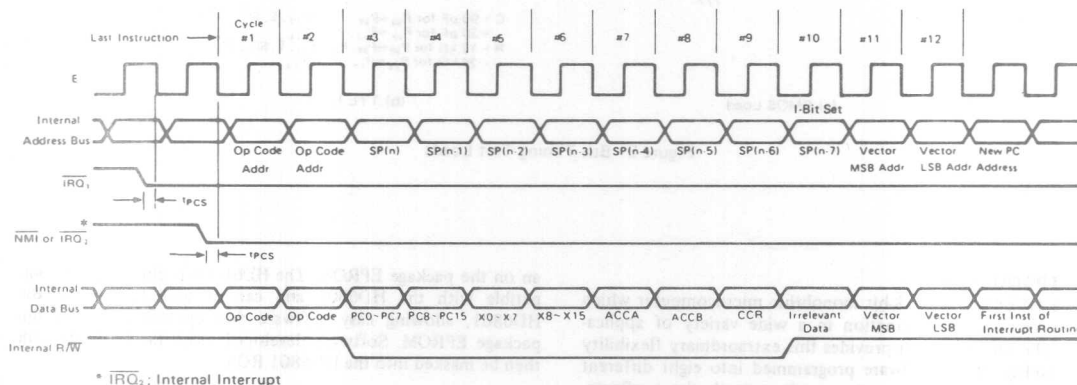 Cycle
Last Instruction #1 #2 #3 #4 #5 #6 #7 #8 #9 #10 #11 #12
E
I-Bit Set
Internal
Address Bus
Op Code Op Code SP(n) SP(n-1) SP(n-2) SP(n-3) SP(n-4) SP(n-5) SP(n-6) SP(n-7) Vector Vector New PC
Addr Addr MSB Addr LSB Addr Address
IRQ₁
tPCS
*
NMI or IRQ₂
tPCS
Internal
Data Bus
Op Code Op Code PC0~PC7 PC8~PC15 X0~X7 X8~X15 ACCA ACCB CCR Irrelevant Vector Vector First Inst of
Data MSB LSB Interrupt Routine
Internal R/W
* IRQ₂; Internal Interrupt